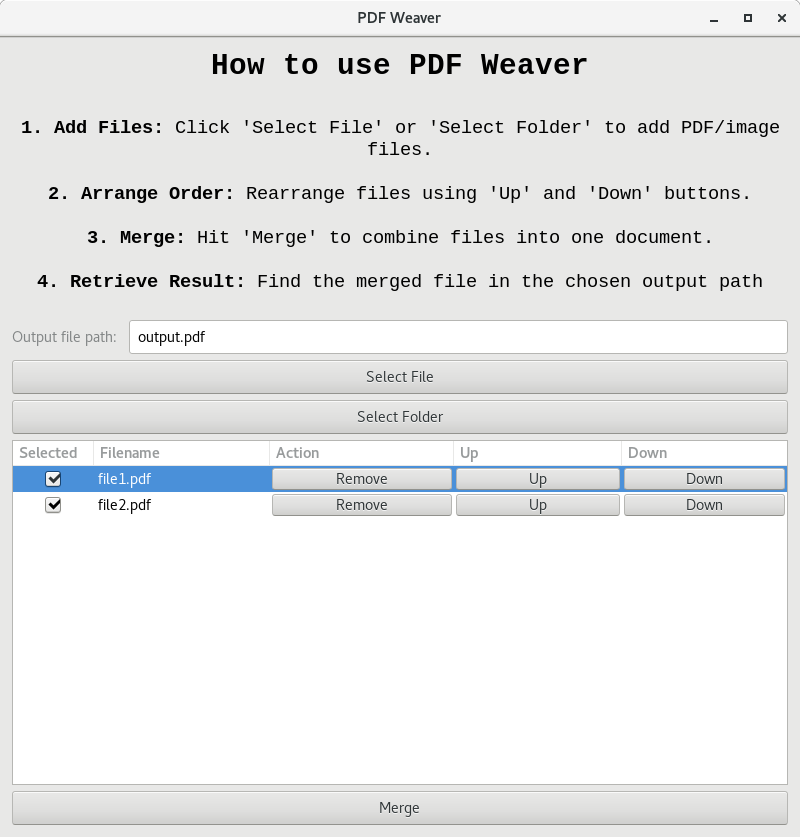 PDF Weaver
How to use PDF Weaver
1. Add Files: Click 'Select File' or 'Select Folder' to add PDF/image
files.
2. Arrange Order: Rearrange files using 'Up' and 'Down' buttons.
3. Merge: Hit 'Merge' to combine files into one document.
4. Retrieve Result: Find the merged file in the chosen output path
Output file path: output.pdf
Select File
Select Folder
Selected Filename Action Up Down
file1.pdf Remove Up Down
file2.pdf Remove Up Down
Merge